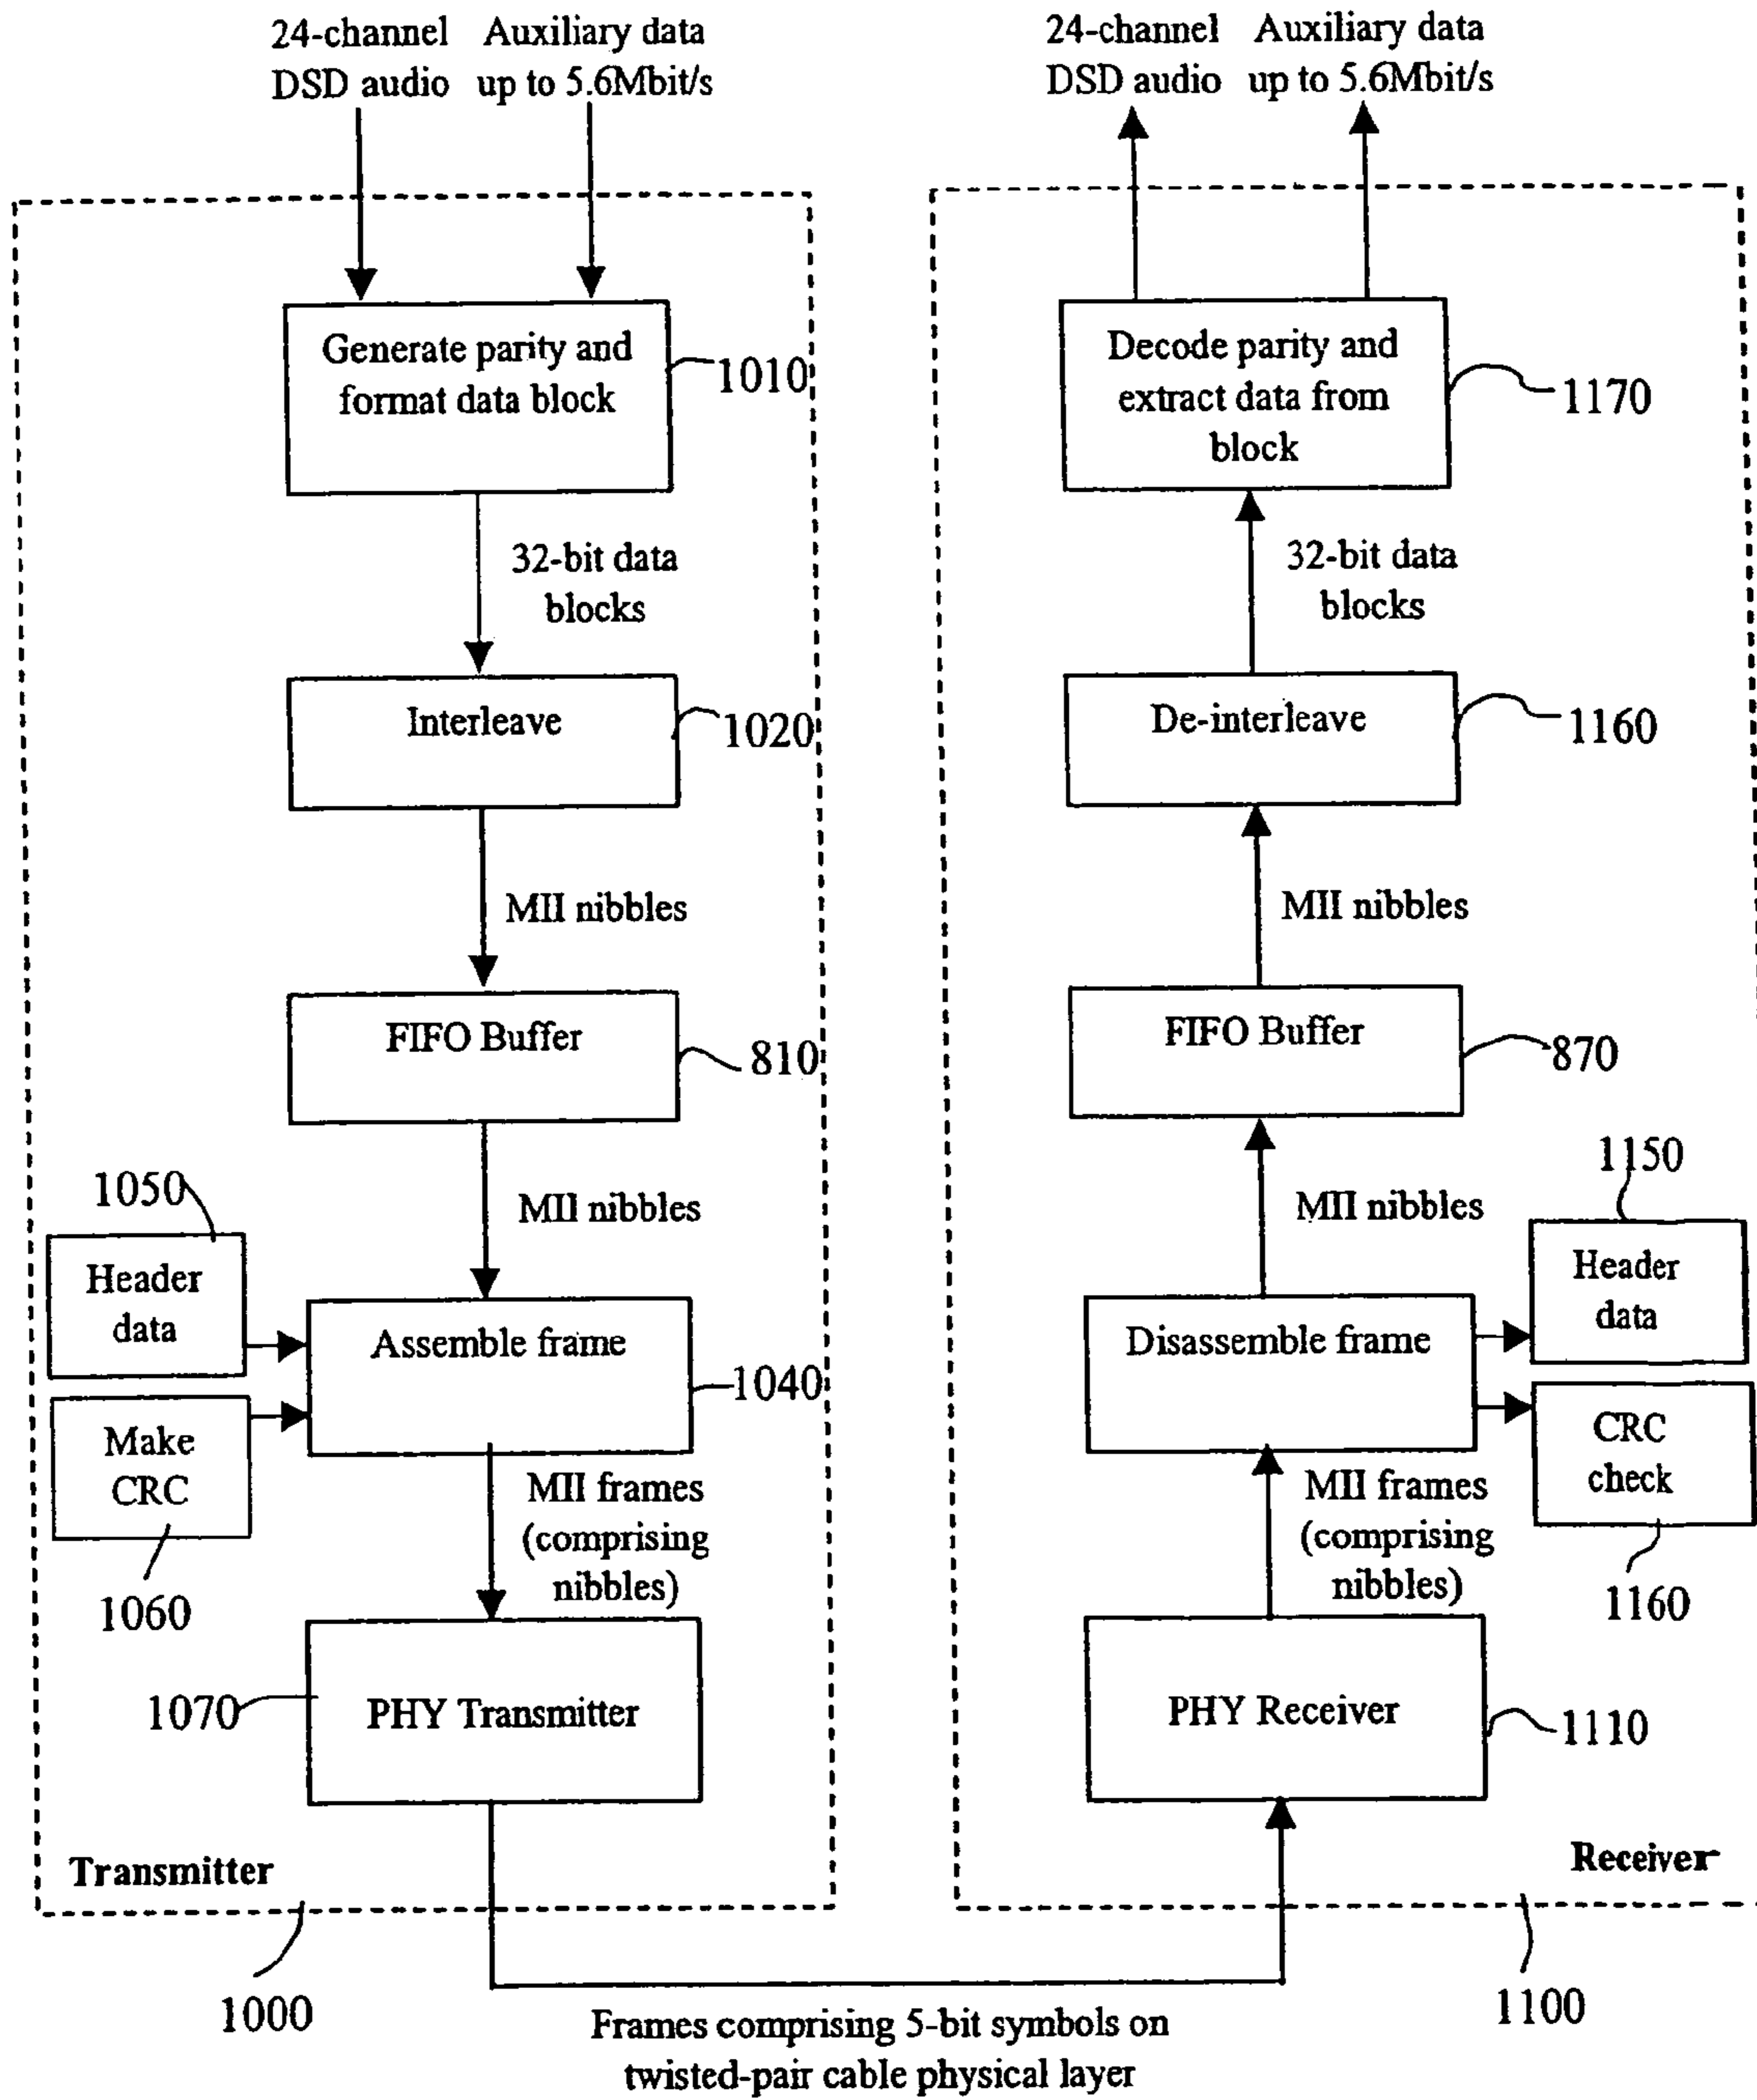 24-channel
DSD audio
Auxiliary data
up to 5.6Mbit/s
Generate parity and
format data block
1010
32-bit data
blocks
Interleave
1020
MII nibbles
FIFO Buffer
810
MII nibbles
1050
Header
data
Assemble frame
1040
Make
CRC
1060
MII frames
(comprising
nibbles)
1070
PHY Transmitter
Transmitter
1000
Frames comprising 5-bit symbols on
twisted-pair cable physical layer
24-channel
DSD audio
Auxiliary data
up to 5.6Mbit/s
Decode parity and
extract data from
block
1170
32-bit data
blocks
De-interleave
1160
MII nibbles
FIFO Buffer
870
MII nibbles
1150
Header
data
Disassemble frame
CRC
check
1160
MII frames
(comprising
nibbles)
PHY Receiver
1110
Receiver
1100